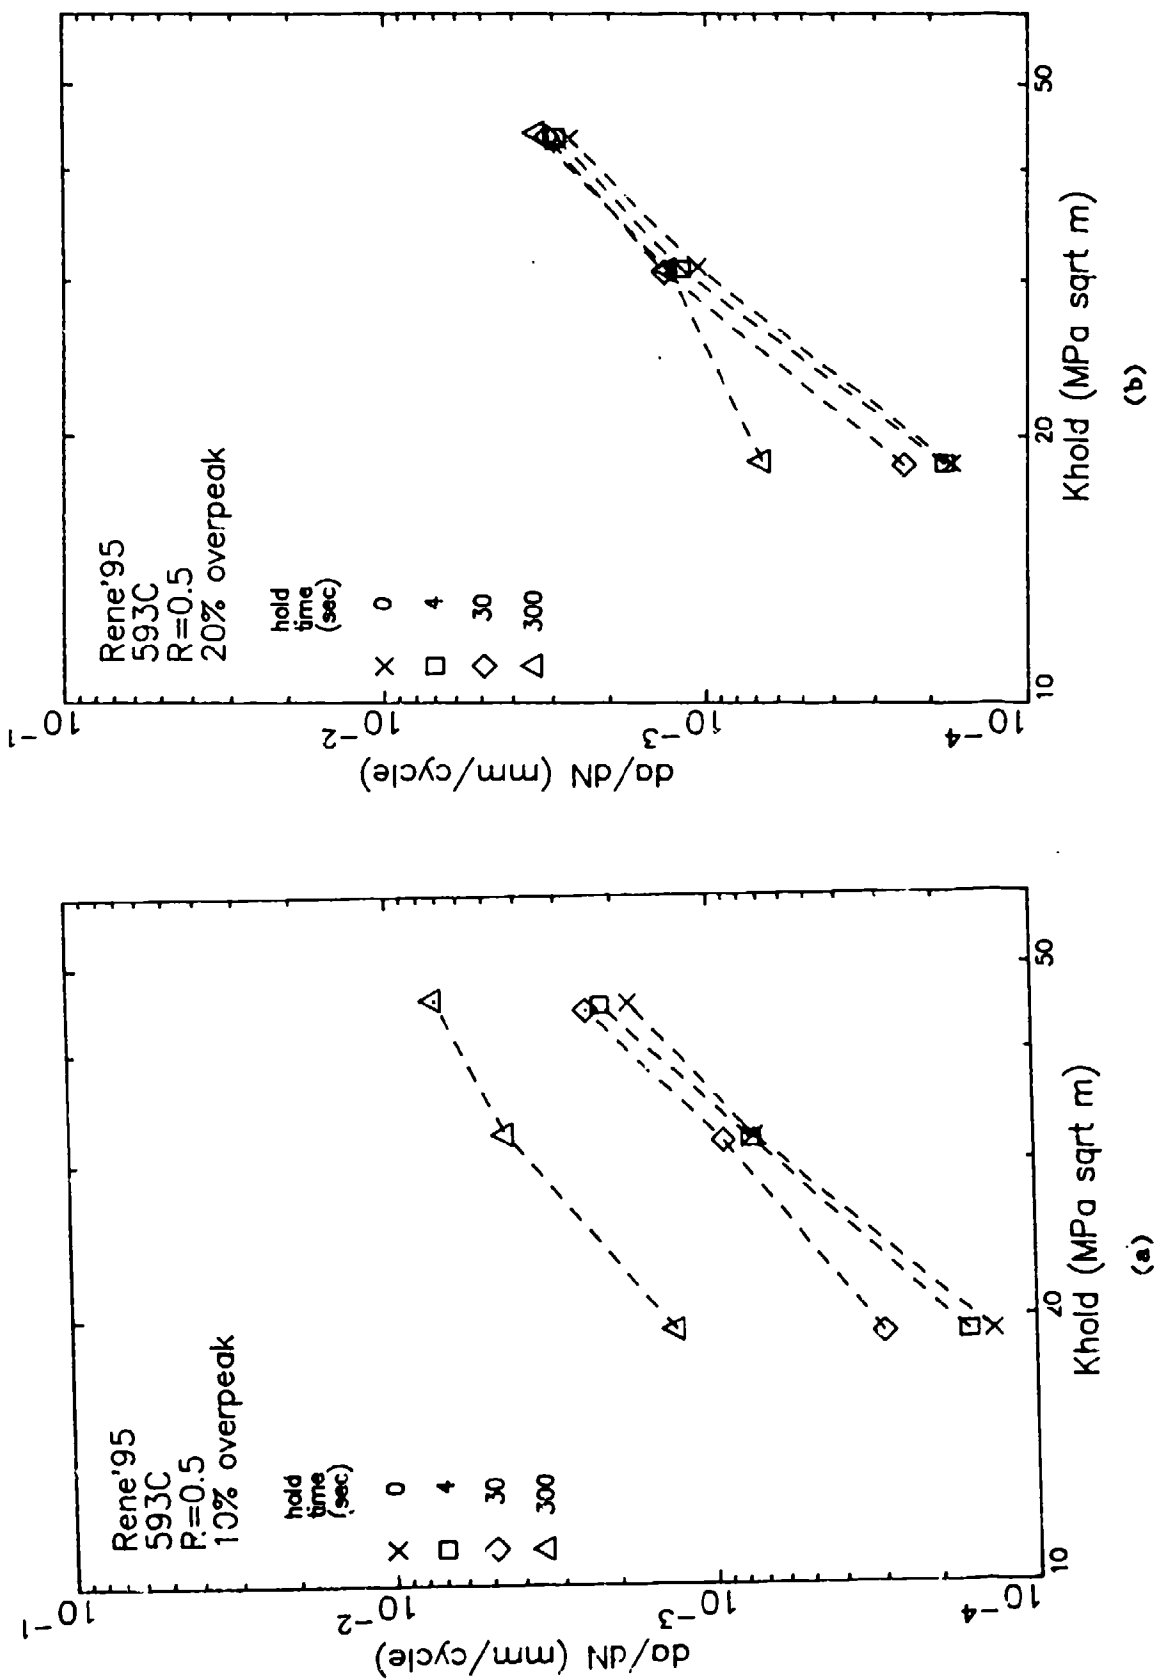 Rene'95
593C
R=0.5
10% overpeak
hold
time
(sec)
0
4
30
300
10-1
10-2
10-3
10-4
da/dN (mm/cycle)
10
20
50
Khold (MPa sqrt m)
(a)
Rene'95
593C
R=0.5
20% overpeak
hold
time
(sec)
0
4
30
300
10-1
10-2
10-3
10-4
da/dN (mm/cycle)
10
20
50
Khold (MPa sqrt m)
(b)